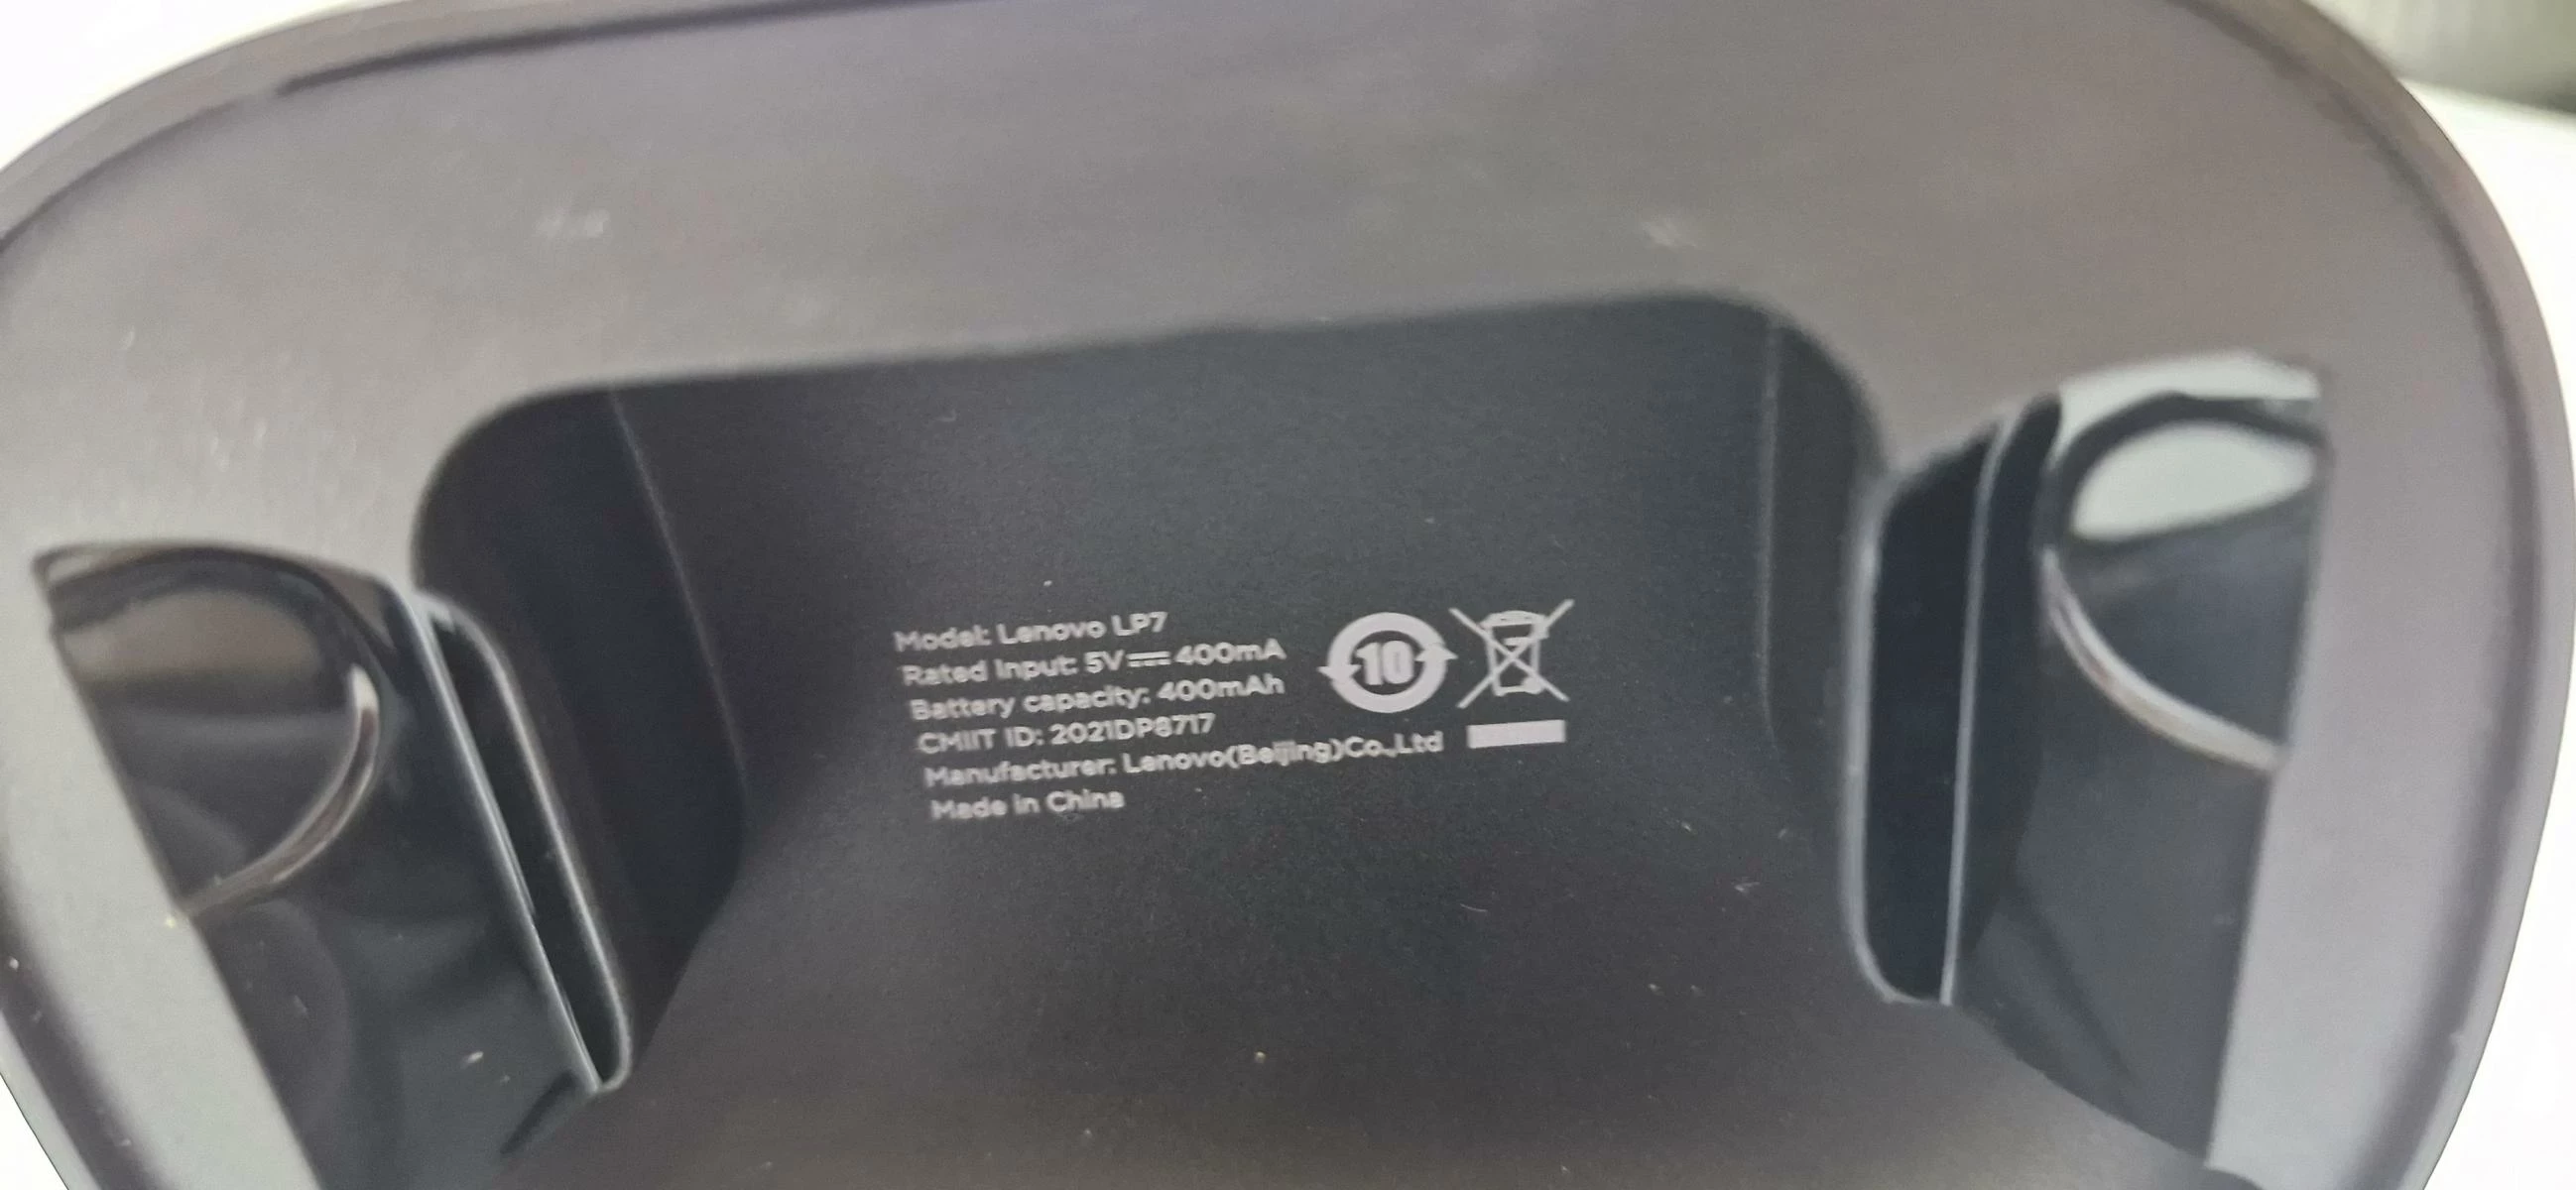 Model: Lenovo LP7
Rated Input: 5V⎓400mA
Battery capacity: 400mAh
CMIIT ID: 2021DP8717
Manufacturer: Lenovo(Beijing)Co.,Ltd
Made in China
10